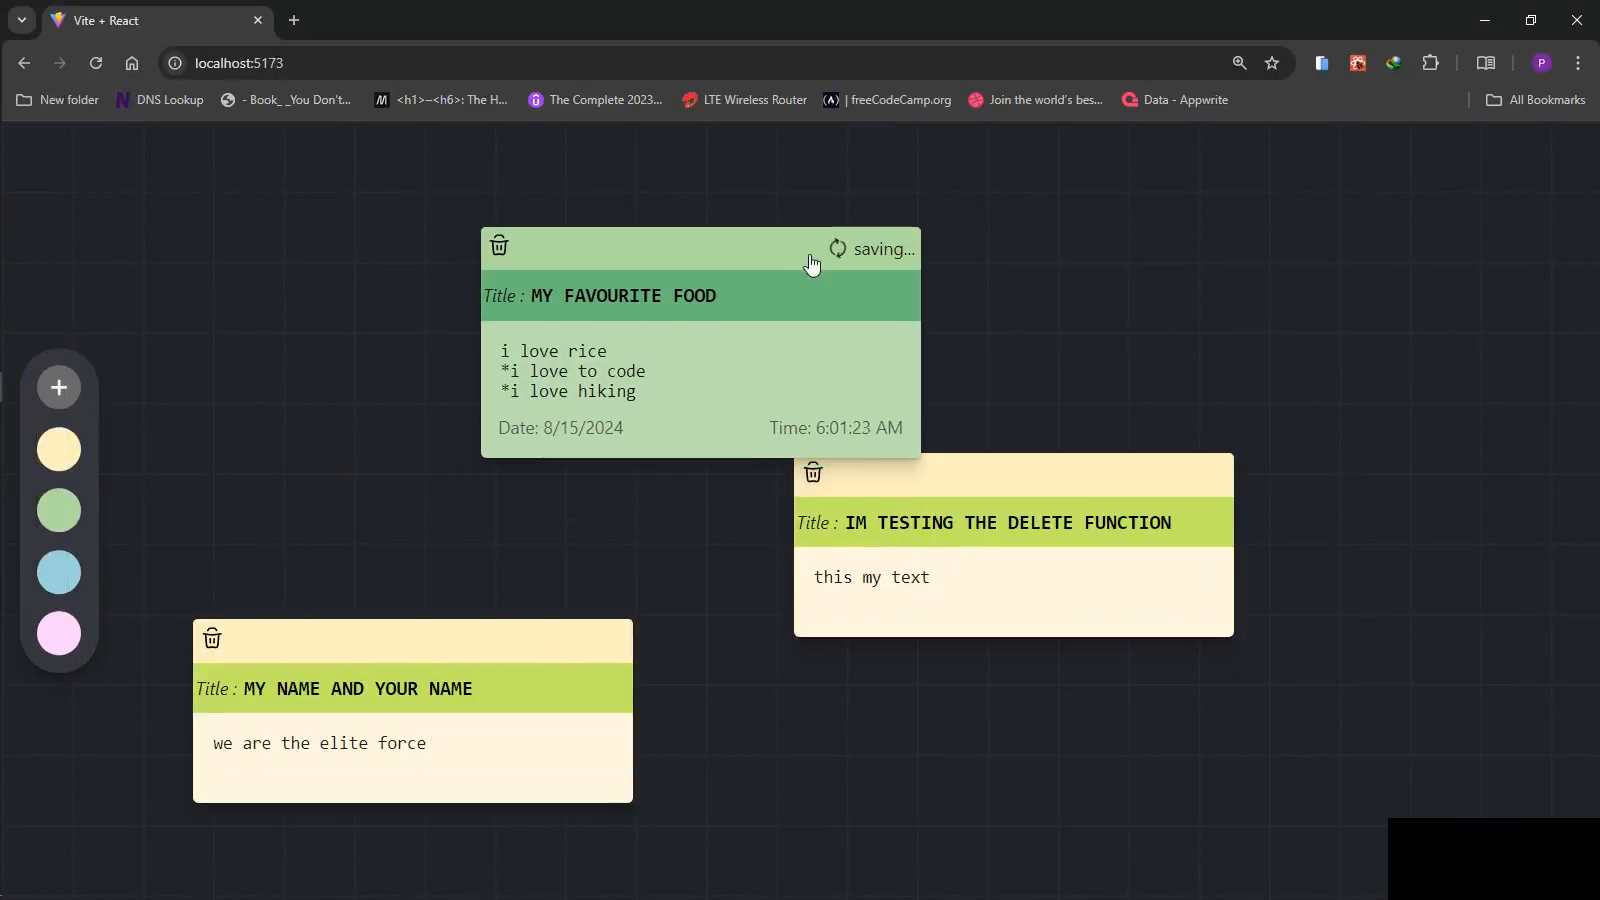 Vite + React
localhost:5173
P
New folder
DNS Lookup
- Book_ _You Don't...
<h1>–<h6>: The H...
The Complete 2023...
LTE Wireless Router
| freeCodeCamp.org
Join the world's bes...
Data - Appwrite
All Bookmarks
saving...
Title : MY FAVOURITE FOOD
i love rice
*i love to code
*i love hiking
Date: 8/15/2024 Time: 6:01:23 AM
Title : IM TESTING THE DELETE FUNCTION
this my text
Title : MY NAME AND YOUR NAME
we are the elite force